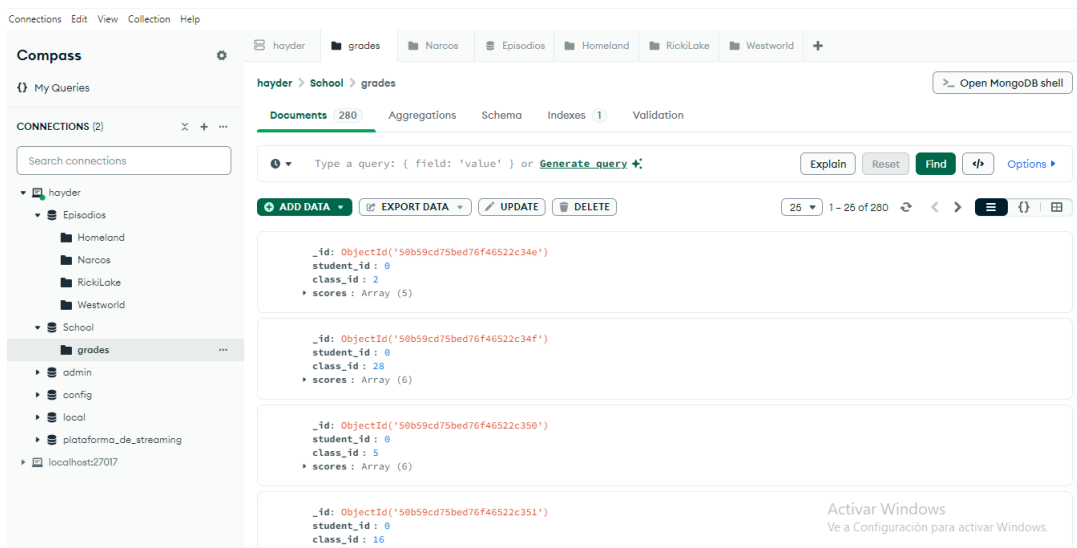 Connections Edit View Collection Help
Compass
{} My Queries
CONNECTIONS (2)
Search connections
hayder
Episodios
Homeland
Narcos
RickiLake
Westworld
School
grades
admin
config
local
plataforma_de_streaming
localhost:27017
hayder grades Narcos Episodios Homeland RickiLake Westworld +
hayder > School > grades
>_ Open MongoDB shell
Documents 280 Aggregations Schema Indexes 1 Validation
Type a query: { field: 'value' } or Generate query
Explain Reset Find </> Options
ADD DATA EXPORT DATA UPDATE DELETE
25 1 – 25 of 280 {}
_id: ObjectId('50b59cd75bed76f46522c34e')
student_id : 0
class_id : 2
scores : Array (5)
_id: ObjectId('50b59cd75bed76f46522c34f')
student_id : 0
class_id : 28
scores : Array (6)
_id: ObjectId('50b59cd75bed76f46522c350')
student_id : 0
class_id : 5
scores : Array (6)
_id: ObjectId('50b59cd75bed76f46522c351')
student_id : 0
class_id : 16
Activar Windows
Ve a Configuración para activar Windows.